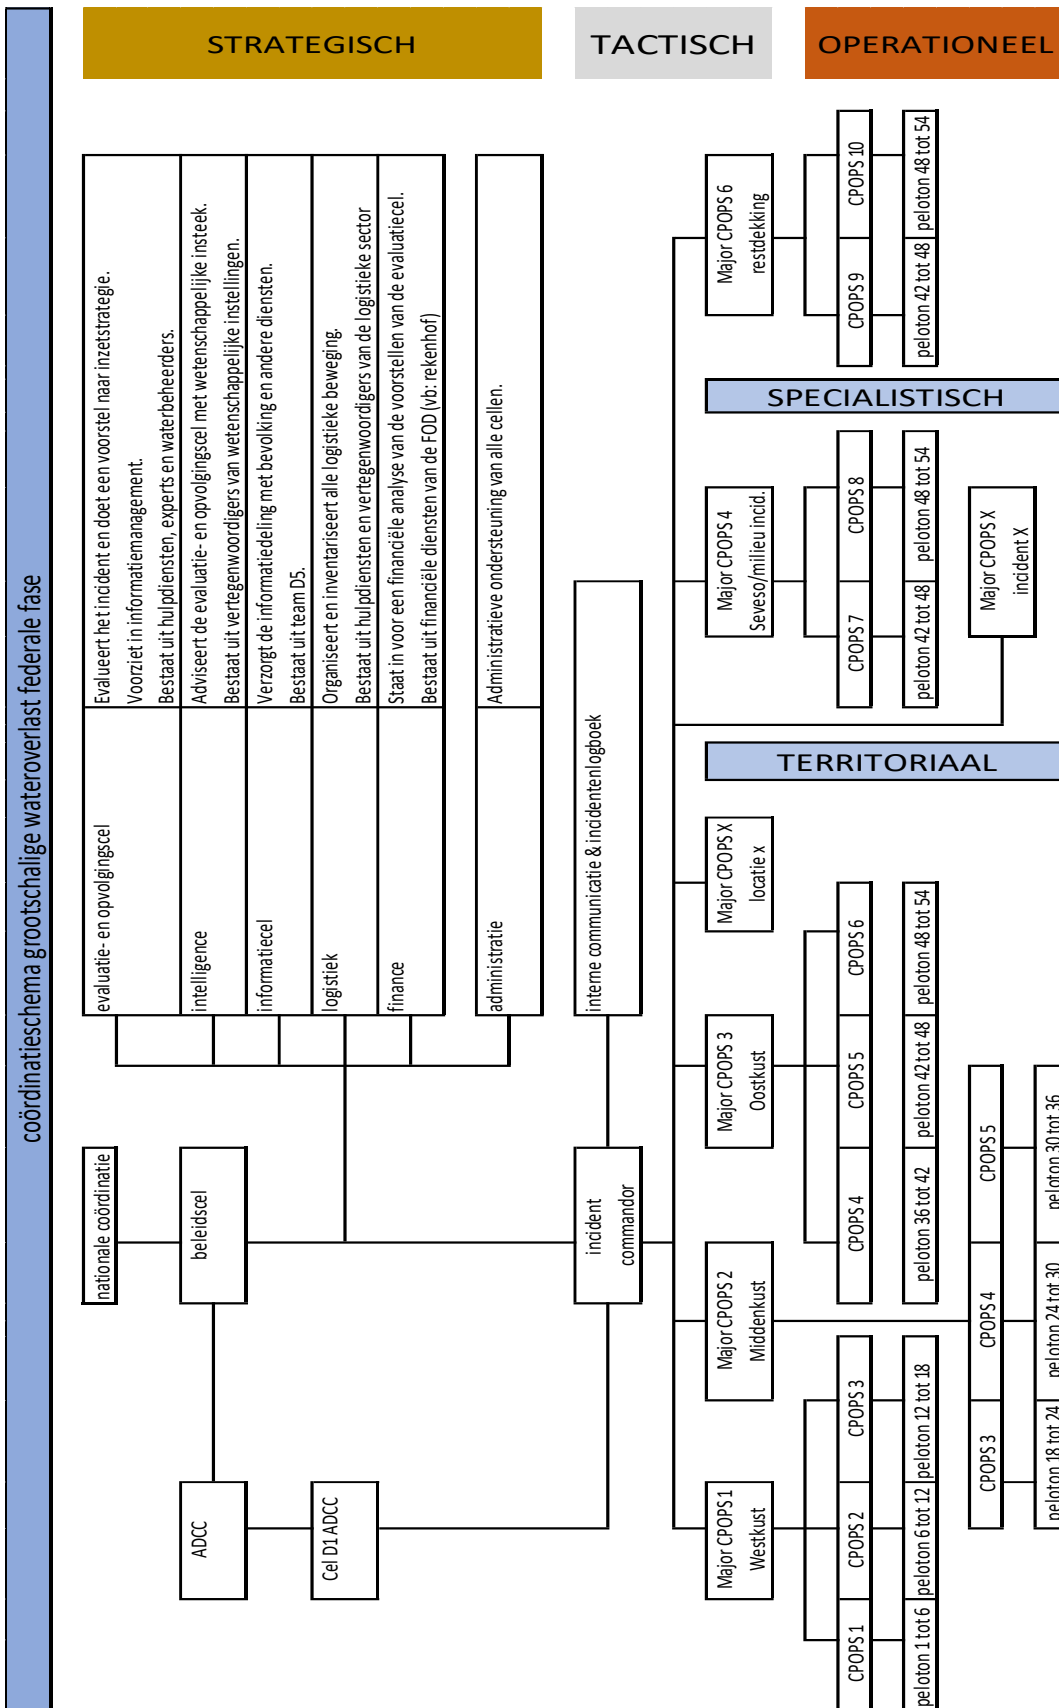 coördinatieschema grootschalige wateroverlast federale fase
STRATEGISCH
nationale coördinatie
beleidscel
ADCC
Cel D1 ADCC
evaluatie- en opvolgingscel
Evalueert het incident en doet een voorstel naar inzetstrategie.
Voorziet in informatiemanagement.
Bestaat uit hulpdiensten, experts en waterbeheerders.
intelligence
Adviseert de evaluatie- en opvolgingscel met wetenschappelijke insteek.
Bestaat uit vertegenwoordigers van wetenschappelijke instellingen.
informatiecel
Verzorgt de informatiedeling met bevolking en andere diensten.
Bestaat uit team D5.
logistiek
Organisert en inventariseert alle logistieke beweging.
Bestaat uit hulpdiensten en vertegenwoordigers van de logistieke sector
finance
Staat in voor een financiële analyse van de voorstellen van de evaluatiecel.
Bestaat uit financiële diensten van de FOD (vb: rekenhof)
administratie
Administratieve ondersteuning van alle cellen.
TACTISCH
incident
commandor
interne communicatie & incidentenlogboek
OPERATIONEEL
Major CPOPS 1
Westkust
Major CPOPS 2
Middenkust
Major CPOPS 3
Oostkust
Major CPOPS X
locatie x
TERRITORIAAL
Major CPOPS 4
Seveso/milieu incid.
SPECIALISTISCH
Major CPOPS 6
restdekking
CPOPS 1
CPOPS 2
CPOPS 3
CPOPS 4
CPOPS 5
CPOPS 6
CPOPS 7
CPOPS 8
CPOPS 9
CPOPS 10
peloton 1 tot 6
peloton 6 tot 12
peloton 12 tot 18
peloton 36 tot 42
peloton 42 tot 48
peloton 48 tot 54
peloton 42 tot 48
peloton 48 tot 54
peloton 42 tot 48
peloton 48 tot 54
CPOPS 3
CPOPS 4
CPOPS 5
Major CPOPS X
incident X
peloton 18 tot 24
peloton 24 tot 30
peloton 30 tot 36